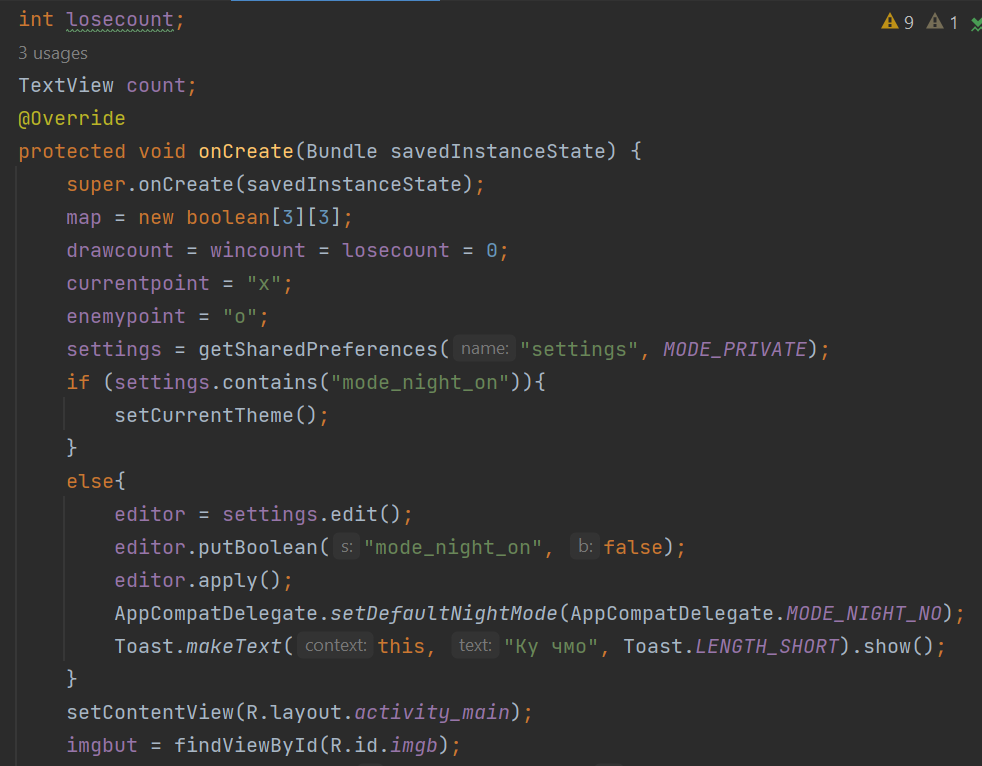 int losecount;
9 1
3 usages
TextView count;
@Override
protected void onCreate(Bundle savedInstanceState) {
super.onCreate(savedInstanceState);
map = new boolean[3][3];
drawcount = wincount = losecount = 0;
currentpoint = "x";
enemypoint = "o";
settings = getSharedPreferences( name: "settings", MODE_PRIVATE);
if (settings.contains("mode_night_on")){
setCurrentTheme();
}
else{
editor = settings.edit();
editor.putBoolean( s: "mode_night_on", b: false);
editor.apply();
AppCompatDelegate.setDefaultNightMode(AppCompatDelegate.MODE_NIGHT_NO);
Toast.makeText( context: this, text: "Ку чмо", Toast.LENGTH_SHORT).show();
}
setContentView(R.layout.activity_main);
imgbut = findViewById(R.id.imgb);